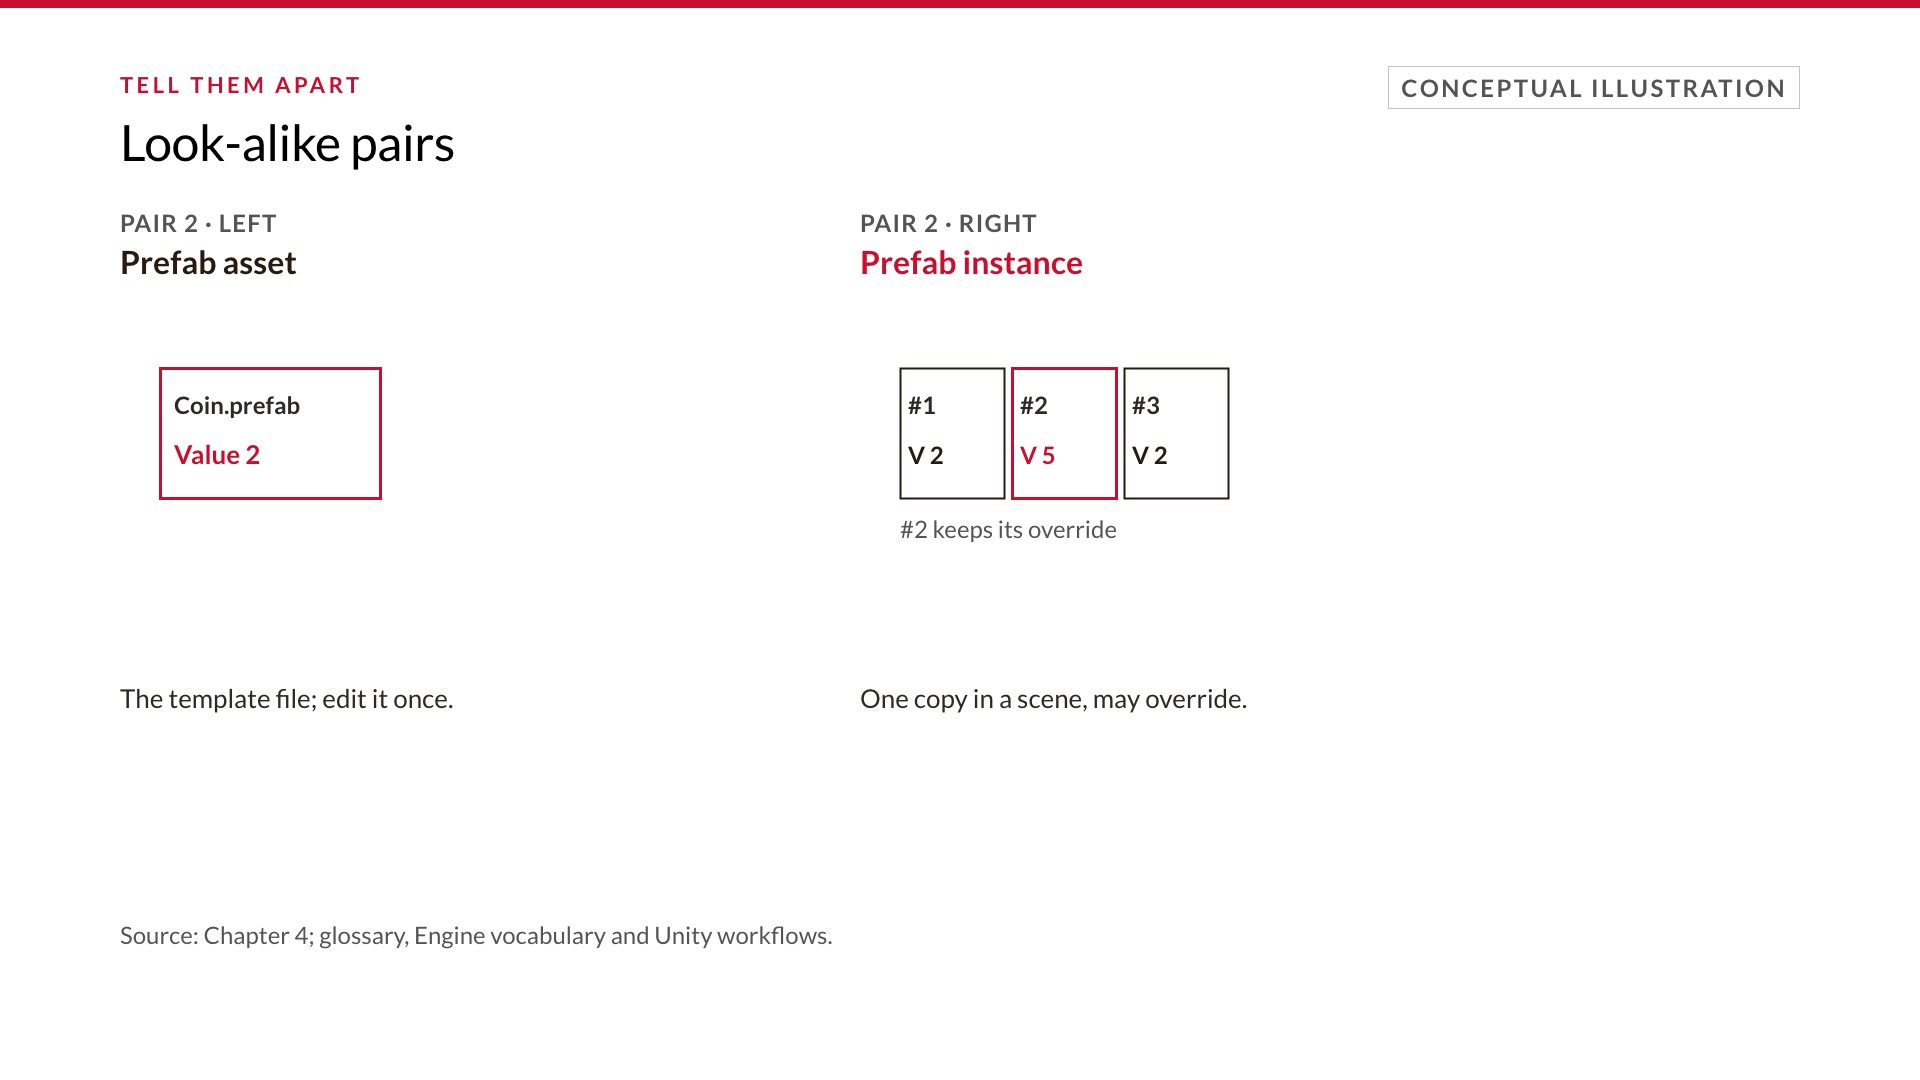 TELL THEM APART
CONCEPTUAL ILLUSTRATION
Look-alike pairs
PAIR 2 · LEFT
Prefab asset
Coin.prefab
Value 2
The template file; edit it once.
PAIR 2 · RIGHT
Prefab instance
#1
V 2
#2
V 5
#3
V 2
#2 keeps its override
One copy in a scene, may override.
Source: Chapter 4; glossary, Engine vocabulary and Unity workflows.